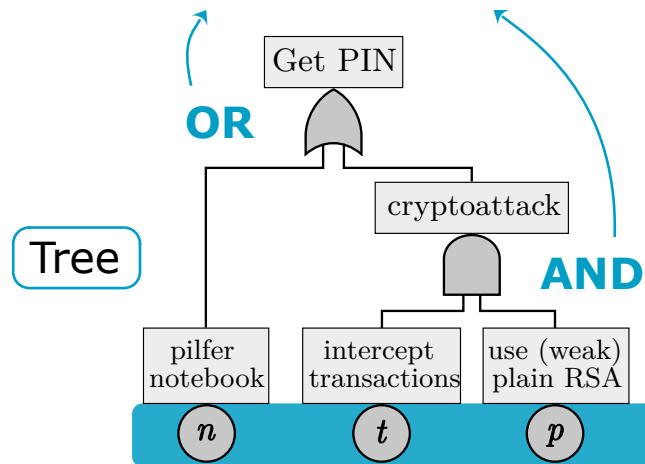 Get PIN
OR
cryptoattack
Tree
AND
pilfer
notebook
intercept
transactions
use (weak)
plain RSA
n
t
p